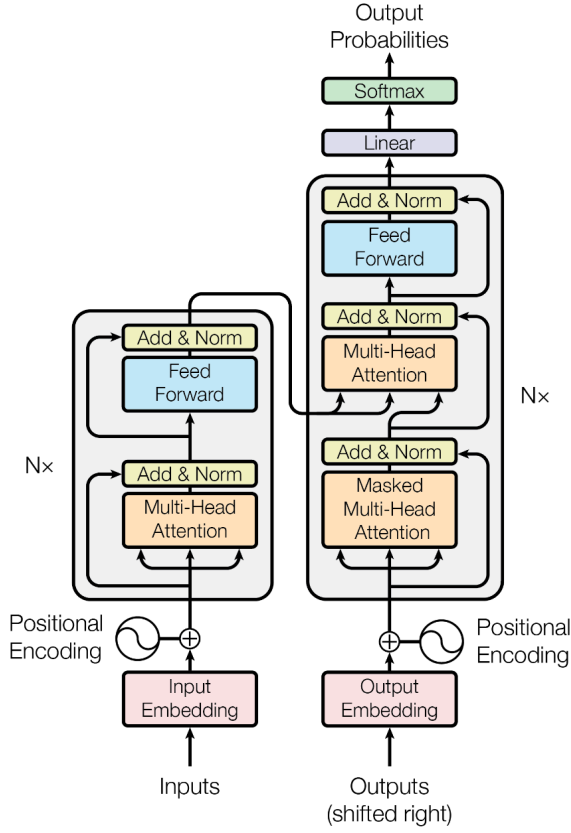 Output
Probabilities
Softmax
Linear
Add & Norm
Feed
Forward
Add & Norm
Multi-Head
Attention
Add & Norm
Masked
Multi-Head
Attention
Nx
Add & Norm
Feed
Forward
Add & Norm
Multi-Head
Attention
Nx
Positional
Encoding
Positional
Encoding
Input
Embedding
Output
Embedding
Inputs
Outputs
(shifted right)